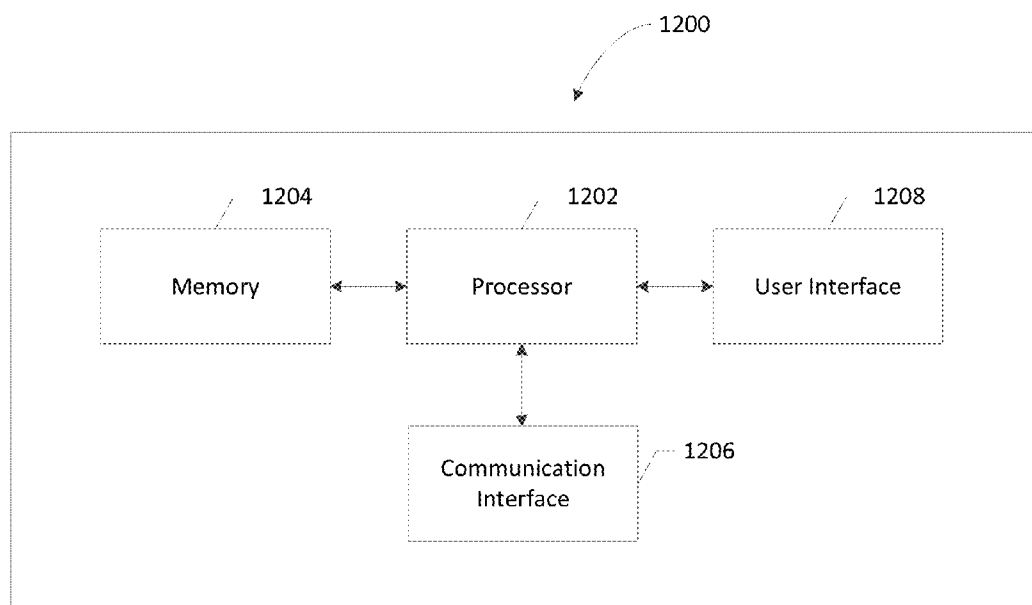 1200
1204
1202
1208
Memory
Processor
User Interface
Communication
Interface
1206